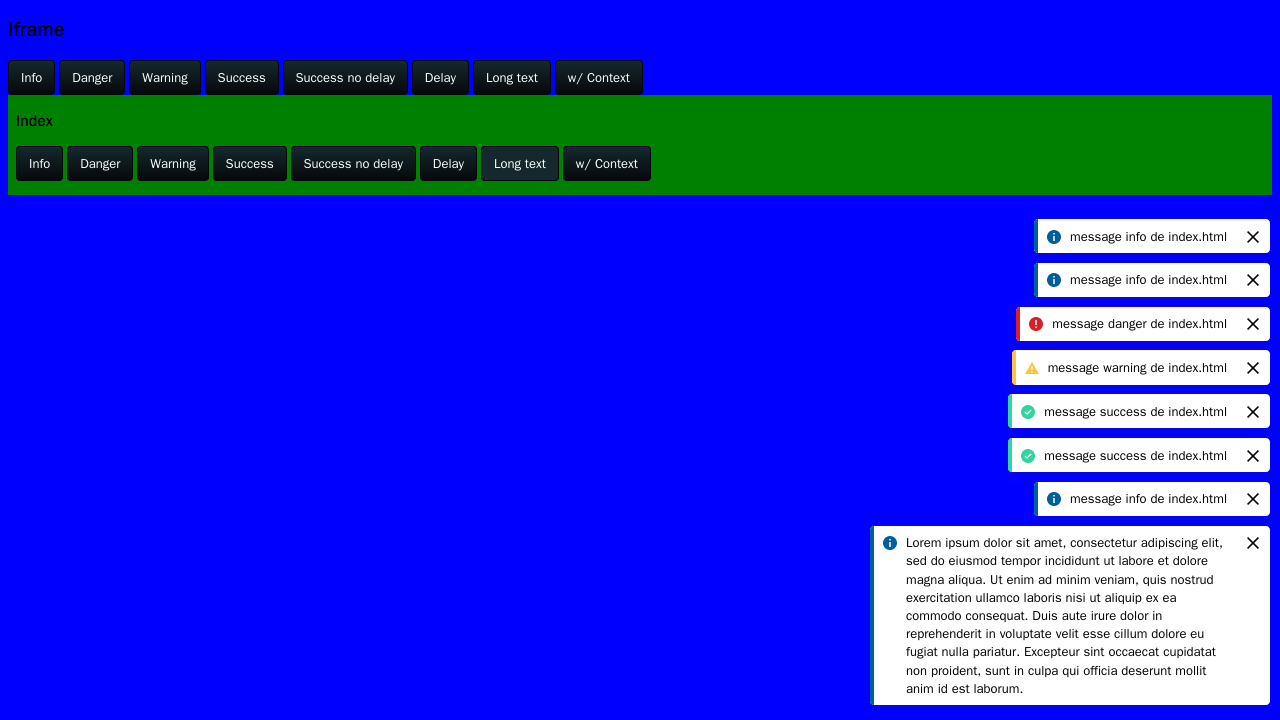 Iframe
Info Danger Warning Success Success no delay Delay Long text w/ Context
Index
Info Danger Warning Success Success no delay Delay Long text w/ Context
message info de index.html
message info de index.html
message danger de index.html
message warning de index.html
message success de index.html
message success de index.html
message info de index.html
Lorem ipsum dolor sit amet, consectetur adipiscing elit,
sed do eiusmod tempor incididunt ut labore et dolore
magna aliqua. Ut enim ad minim veniam, quis nostrud
exercitation ullamco laboris nisi ut aliquip ex ea
commodo consequat. Duis aute irure dolor in
reprehenderit in voluptate velit esse cillum dolore eu
fugiat nulla pariatur. Excepteur sint occaecat cupidatat
non proident, sunt in culpa qui officia deserunt mollit
anim id est laborum.